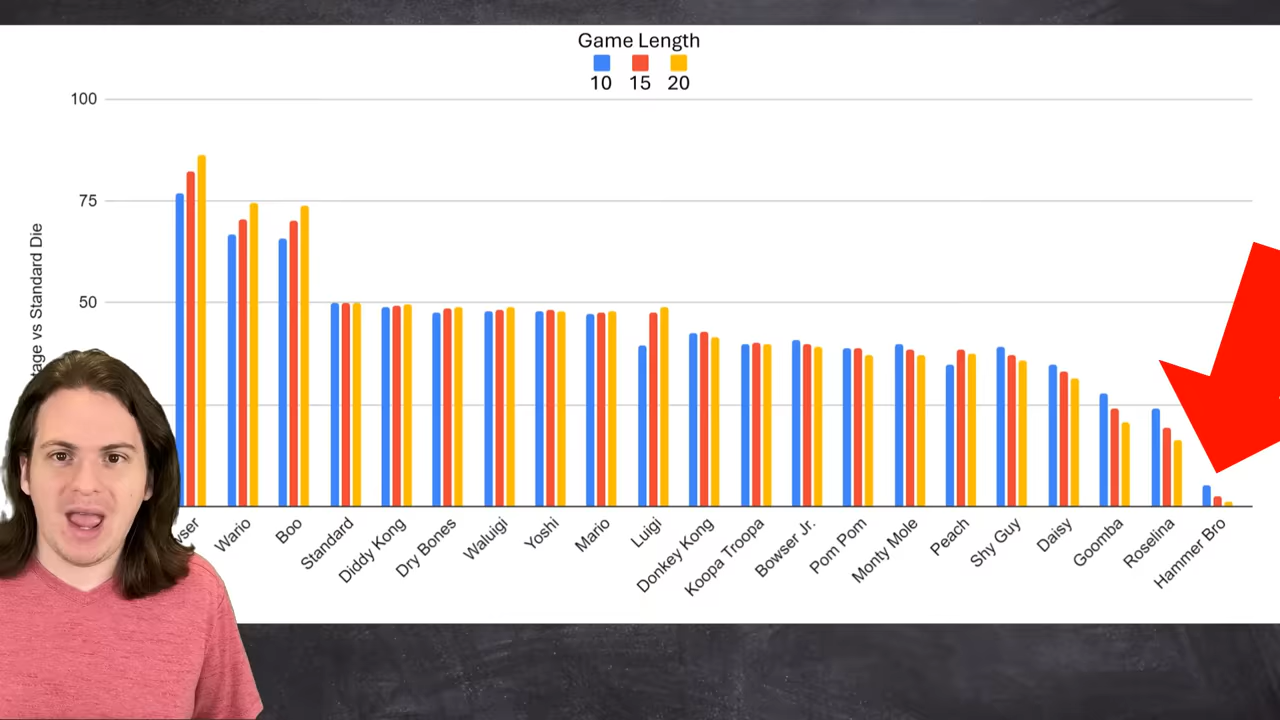 Game Length
10 15 20
100
75
50
tage vs Standard Die
ser
Wario
Boo
Standard
Diddy Kong
Dry Bones
Waluigi
Yoshi
Mario
Luigi
Donkey Kong
Koopa Troopa
Bowser Jr.
Pom Pom
Monty Mole
Peach
Shy Guy
Daisy
Goomba
Roselina
Hammer Bro